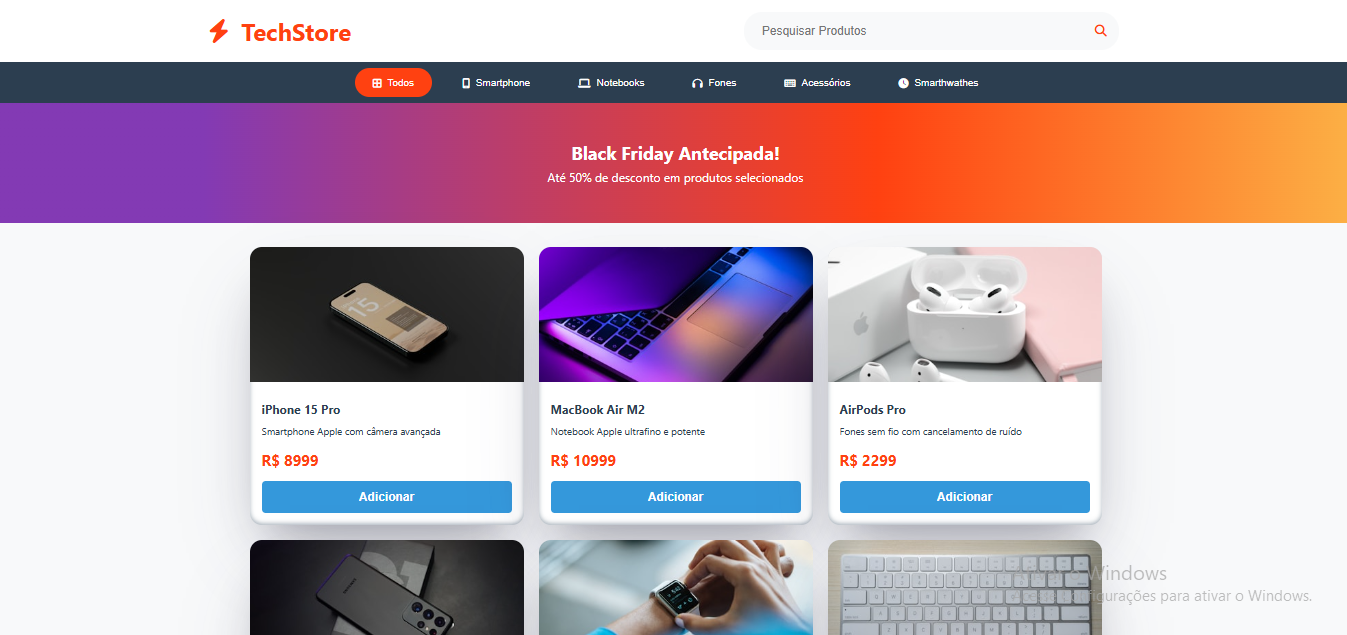 TechStore
Pesquisar Produtos
Todos
Smartphone
Notebooks
Fones
Acessórios
Smarthwathes
Black Friday Antecipada!
Até 50% de desconto em produtos selecionados
15
iPhone 15 Pro
Smartphone Apple com câmera avançada
R$ 8999
Adicionar
MacBook Air M2
Notebook Apple ultrafino e potente
R$ 10999
Adicionar
AirPods Pro
Fones sem fio com cancelamento de ruído
R$ 2299
Adicionar
Windows
configurações para ativar o Windows.